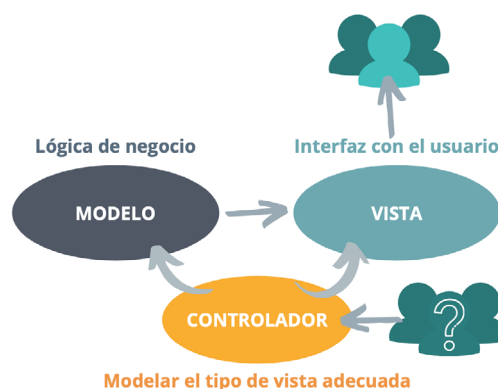 Lógica de negocio
Interfaz con el usuario
MODELO
VISTA
CONTROLADOR
?
Modelar el tipo de vista adecuada